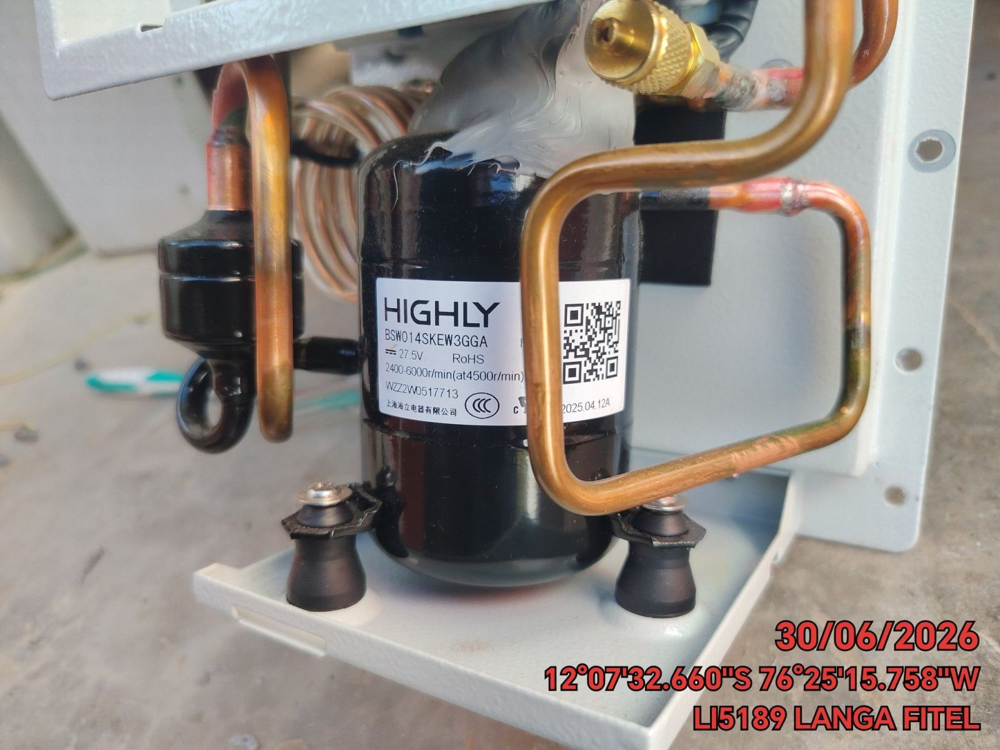 HIGHLY
BSW014SKEW3GGA
27.5V RoHS
2400-6000r/min(at4500r/min)
WZZ2W0517713
上海海立电器有限公司
CCC
C
2025.04.12A
30/06/2026
12°07'32.660"S 76°25'15.758"W
LI5189 LANGA FITEL